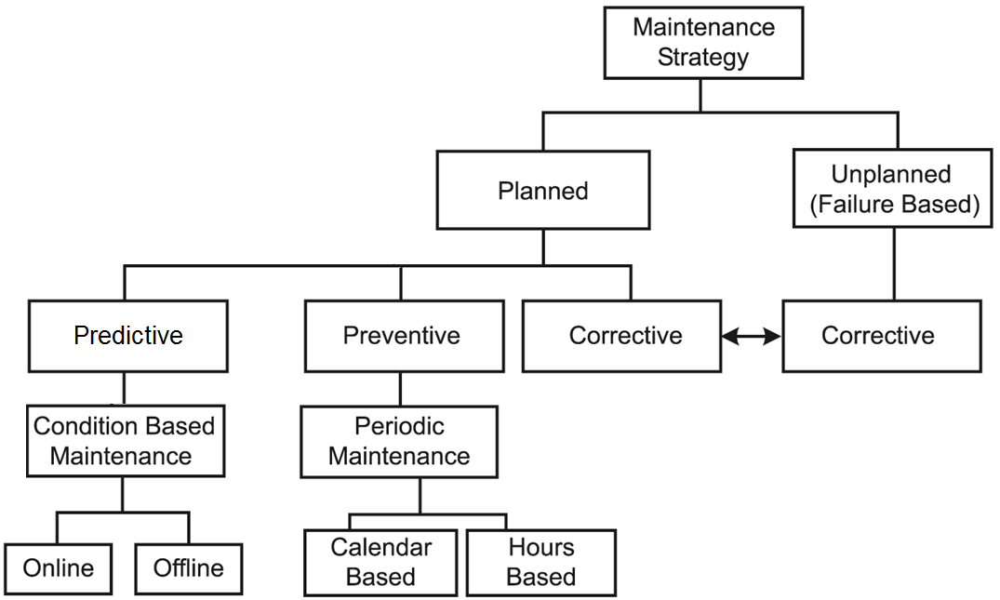 Maintenance
Strategy
Planned
Unplanned
(Failure Based)
Predictive
Preventive
Corrective
Corrective
Condition Based
Maintenance
Periodic
Maintenance
Online
Offline
Calendar
Based
Hours
Based